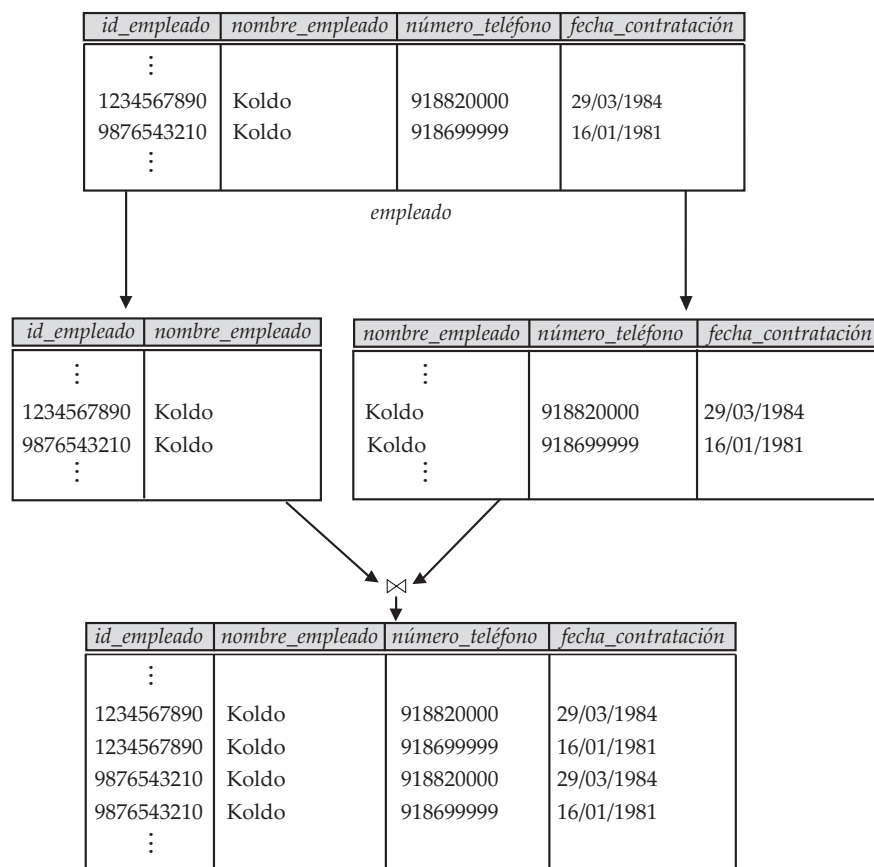 id_empleado nombre_empleado número_teléfono fecha_contratación
⋮
1234567890 Koldo 918820000 29/03/1984
9876543210 Koldo 918699999 16/01/1981
⋮
empleado
id_empleado nombre_empleado
⋮
1234567890 Koldo
9876543210 Koldo
⋮
nombre_empleado número_teléfono fecha_contratación
⋮
Koldo 918820000 29/03/1984
Koldo 918699999 16/01/1981
⋮
⋈
id_empleado nombre_empleado número_teléfono fecha_contratación
⋮
1234567890 Koldo 918820000 29/03/1984
1234567890 Koldo 918699999 16/01/1981
9876543210 Koldo 918820000 29/03/1984
9876543210 Koldo 918699999 16/01/1981
⋮